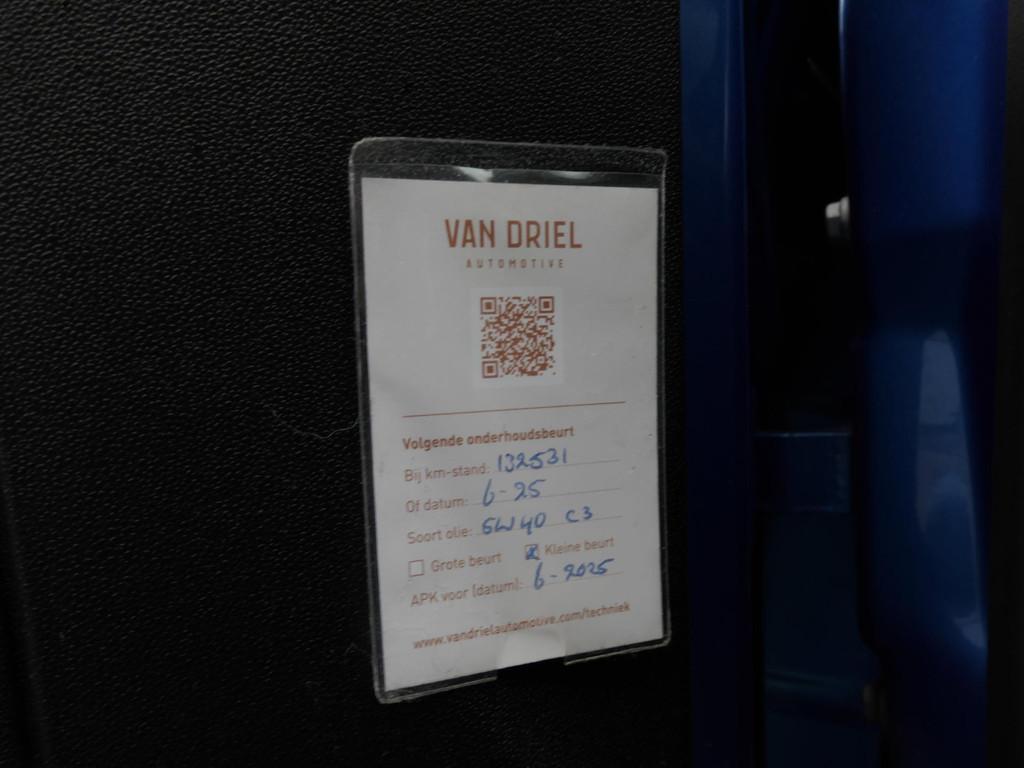 VAN DRIEL
AUTOMOTIVE
Volgende onderhoudsbeurt
Bij km-stand: 132531
Of datum: 6-25
Soort olie: 5W40 C3
Grote beurt Kleine beurt
APK voor (datum): 6-2025
www.vandrielautomotive.com/techniek